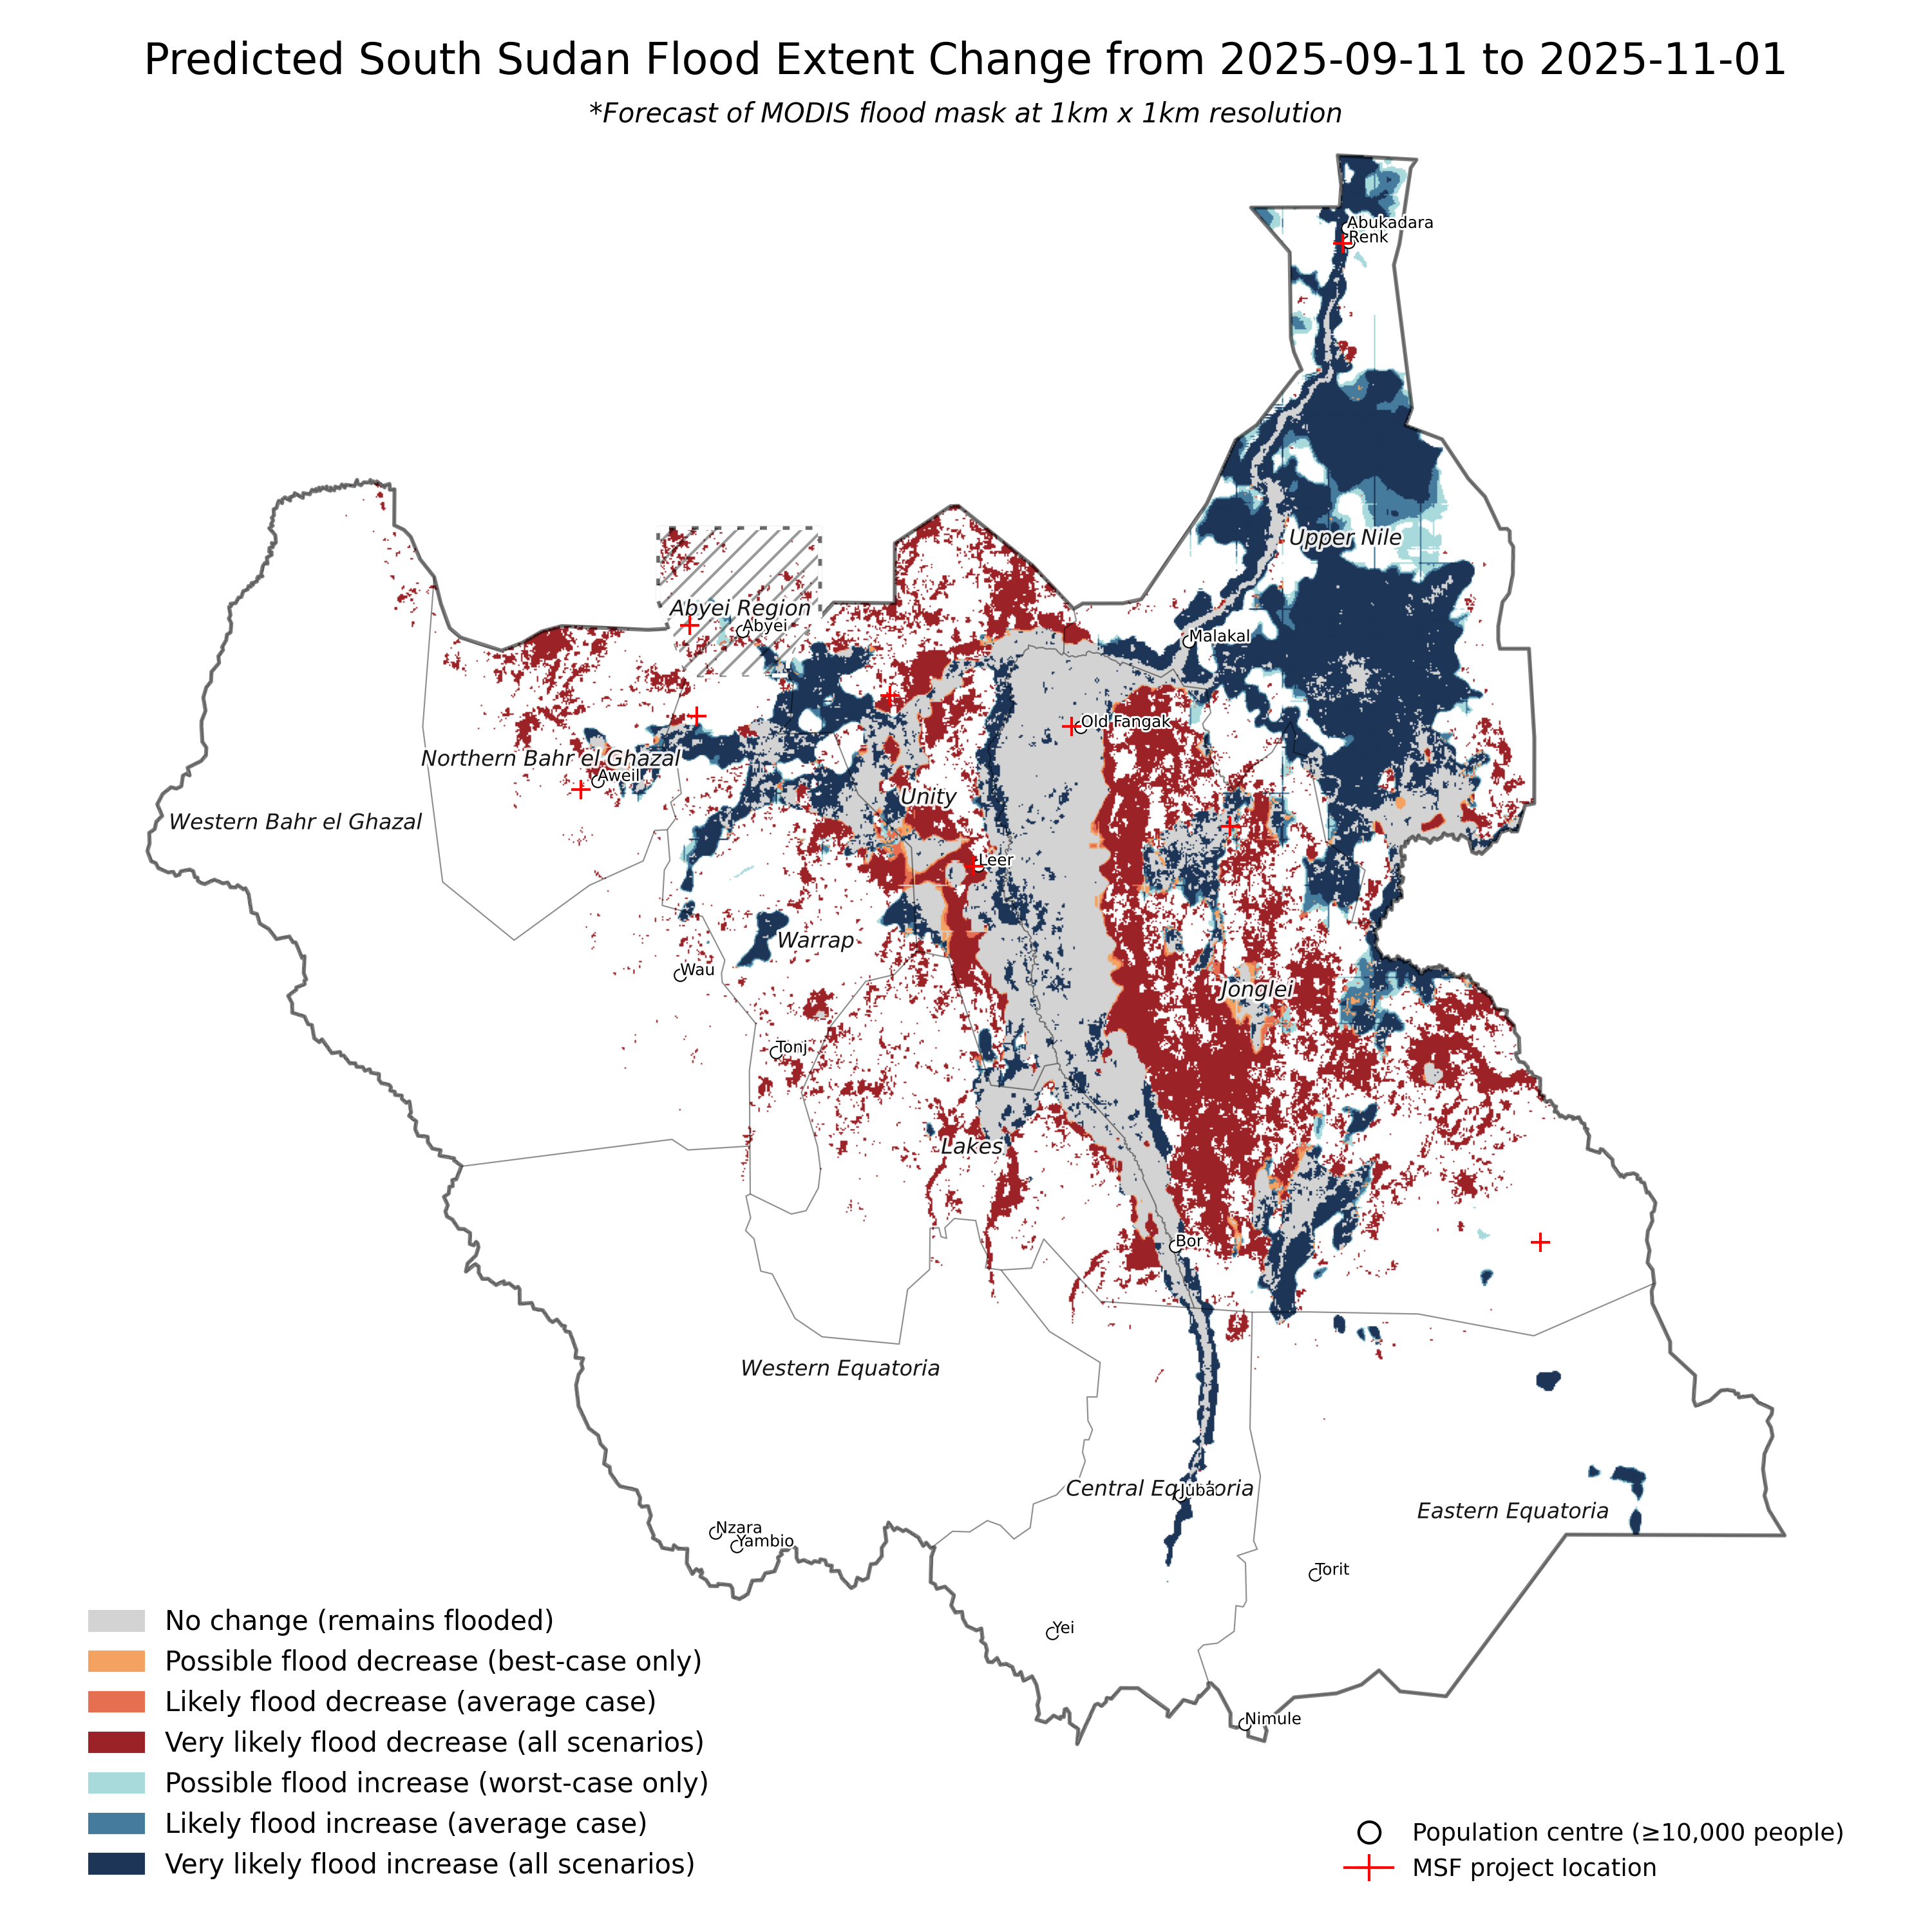 Predicted South Sudan Flood Extent Change from 2025-09-11 to 2025-11-01
*Forecast of MODIS flood mask at 1km x 1km resolution
Abukadara
Renk
Upper Nile
Abyei Region
Abyei
Malakal
Old Fangak
Northern Bahr el Ghazal
Aweil
Unity
Western Bahr el Ghazal
Leer
Warrap
Wau
Jonglei
Tonj
Lakes
Bor
Western Equatoria
Central Equatoria
Juba
Eastern Equatoria
Nzara
Yambio
Torit
Yei
Nimule
No change (remains flooded)
Possible flood decrease (best-case only)
Likely flood decrease (average case)
Very likely flood decrease (all scenarios)
Possible flood increase (worst-case only)
Likely flood increase (average case)
Very likely flood increase (all scenarios)
Population centre (≥10,000 people)
MSF project location